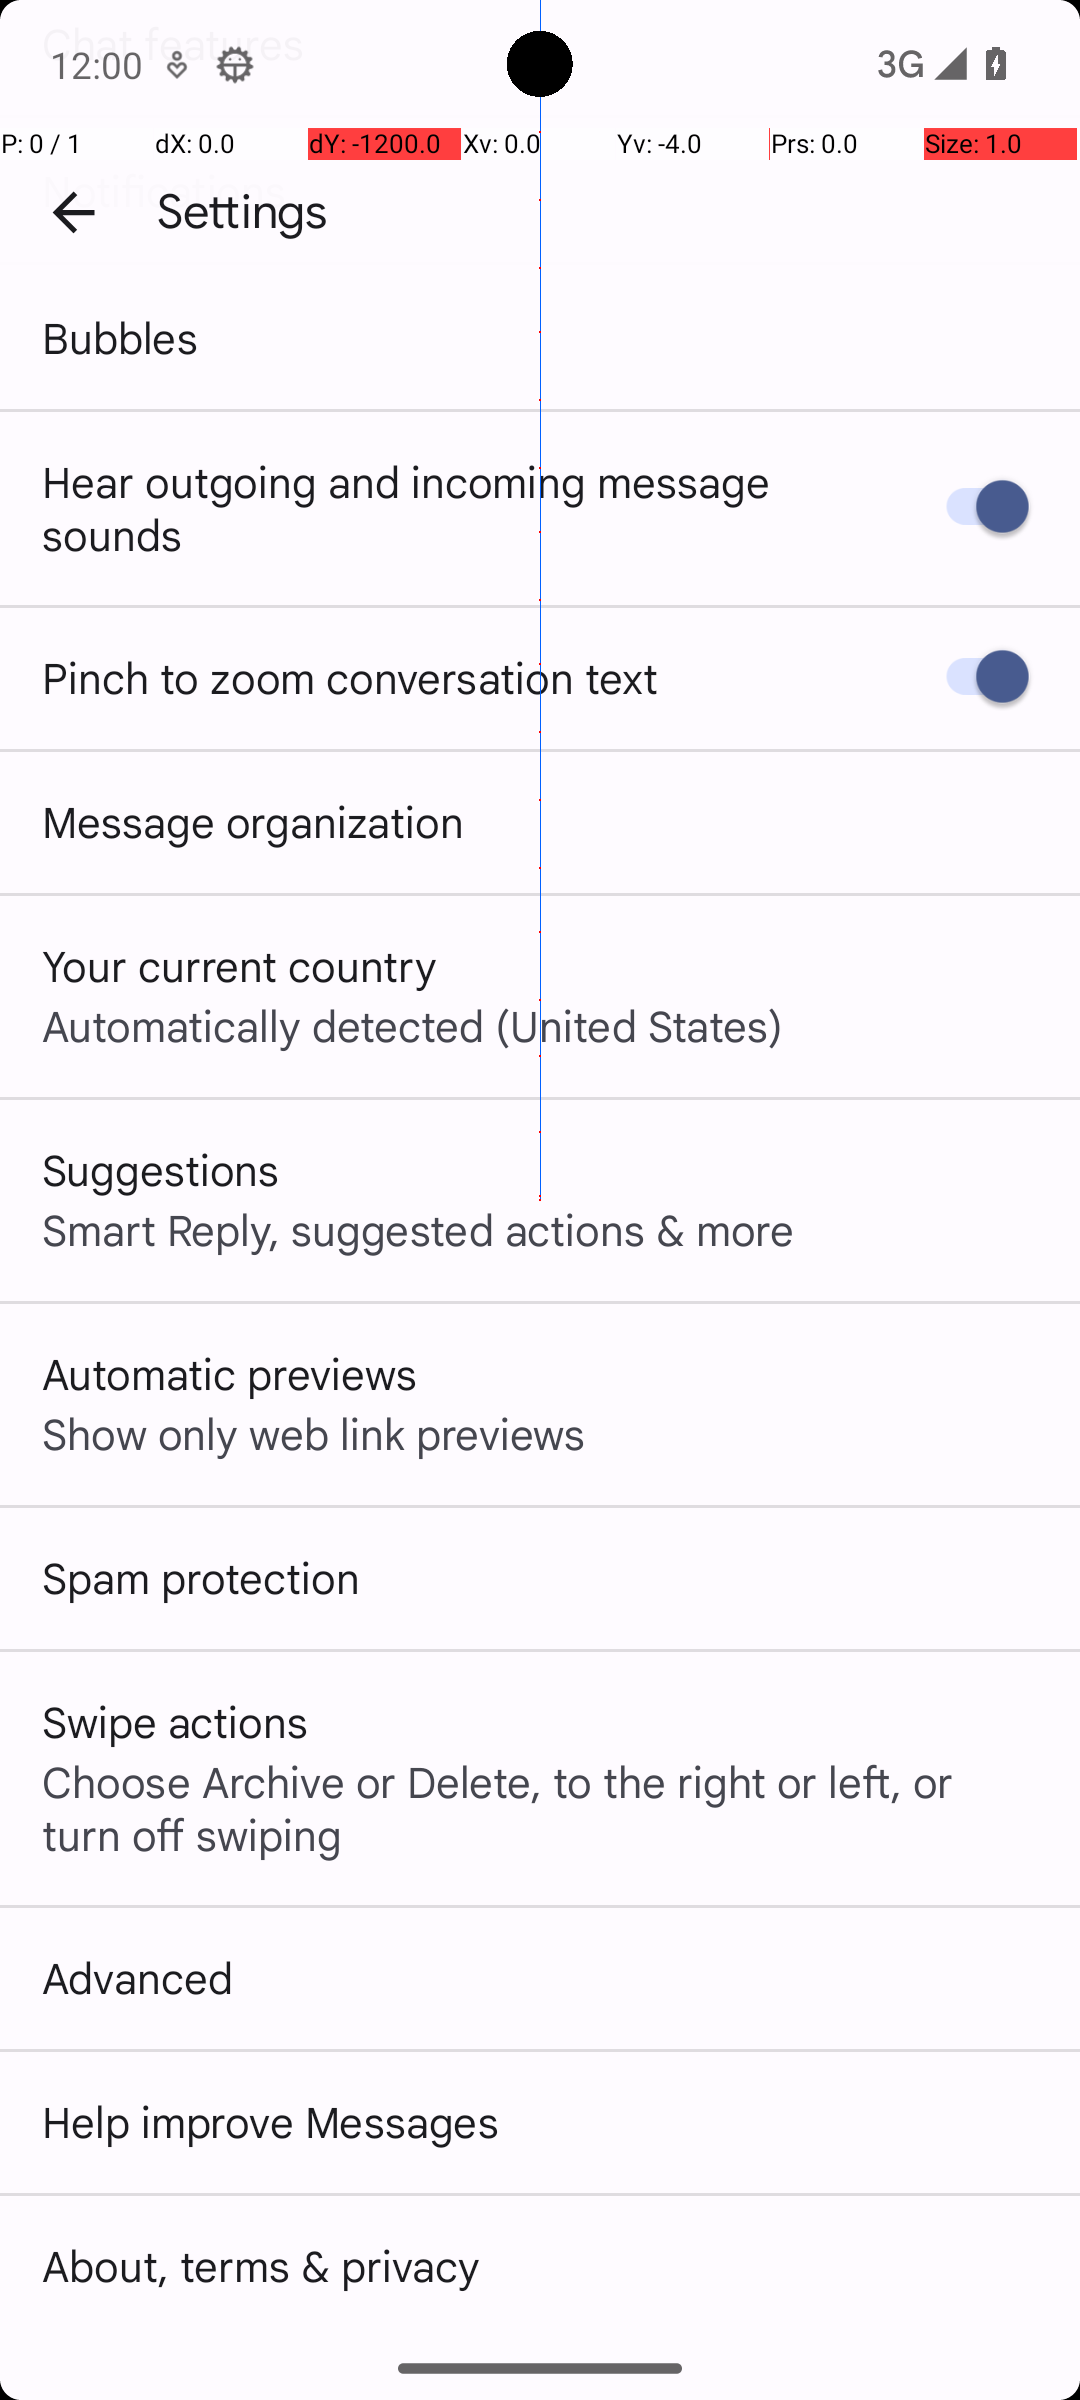 Chat features
12:00
3G
P: 0 / 1
dX: 0.0
dY: -1200.0
Xv: 0.0
Yv: -4.0
Prs: 0.0
Size: 1.0
Notifications
Settings
Bubbles
Hear outgoing and incoming message
sounds
Pinch to zoom conversation text
Message organization
Your current country
Automatically detected (United States)
Suggestions
Smart Reply, suggested actions & more
Automatic previews
Show only web link previews
Spam protection
Swipe actions
Choose Archive or Delete, to the right or left, or
turn off swiping
Advanced
Help improve Messages
About, terms & privacy